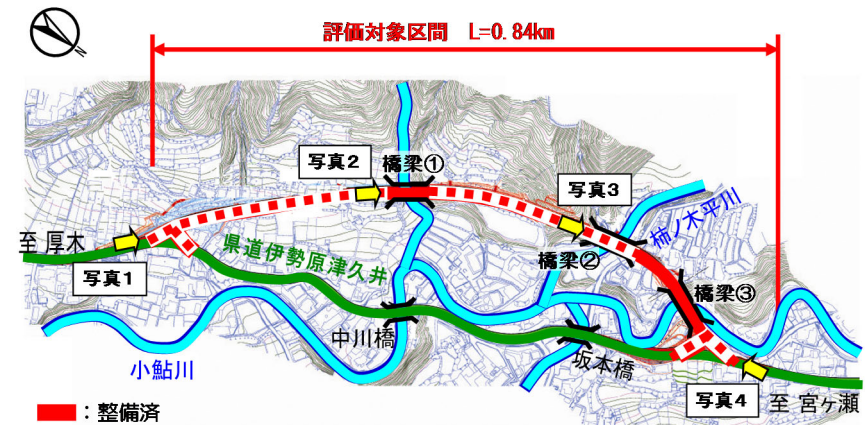 評価対象区間 L=0.84km
写真2
橋梁①
写真3
柿ノ木平川
至 厚木
県道伊勢原津久井
橋梁②
写真1
橋梁③
中川橋
坂本橋
小鮎川
写真4
至 宮ヶ瀬
：整備済